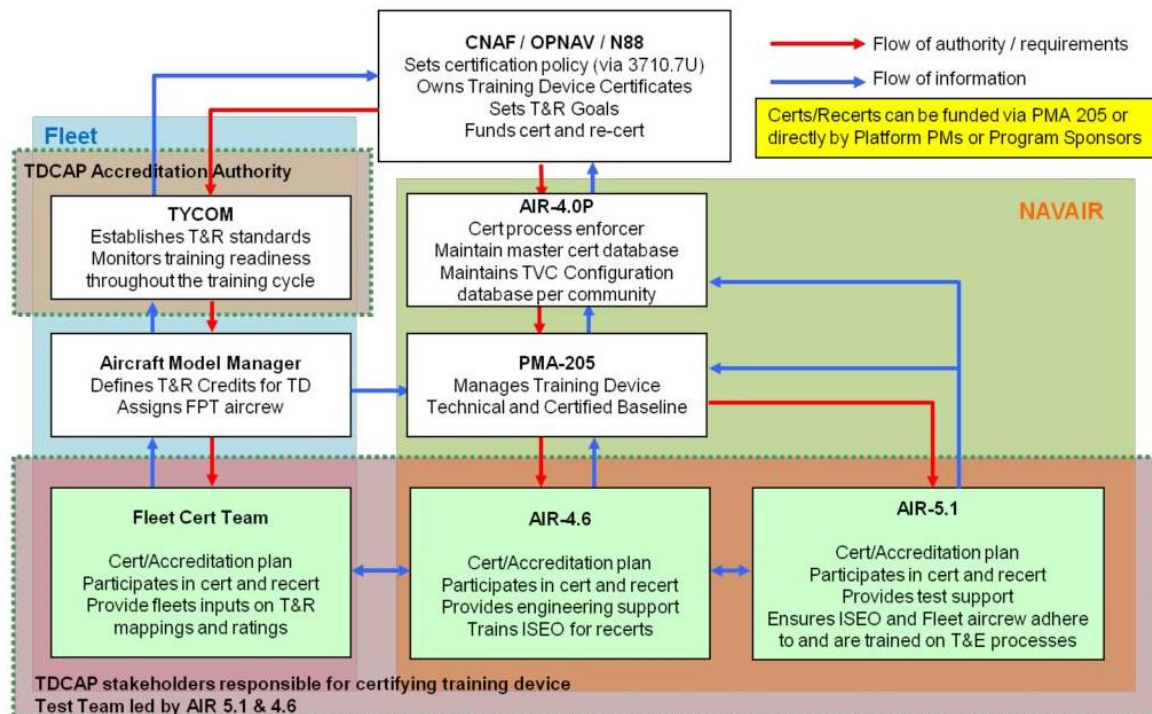 CNAF / OPNAV / N88
Sets certification policy (via 3710.7U)
Owns Training Device Certificates
Sets T&R Goals
Funds cert and re-cert
Flow of authority / requirements
Flow of information
Certs/Recerts can be funded via PMA 205 or
directly by Platform PMs or Program Sponsors
Fleet
TDCAP Accreditation Authority
TYCOM
Establishes T&R standards
Monitors training readiness
throughout the training cycle
NAVAIR
AIR-4.0P
Cert process enforcer
Maintain master cert database
Maintains TVC Configuration
database per community
Aircraft Model Manager
Defines T&R Credits for TD
Assigns FPT aircrew
PMA-205
Manages Training Device
Technical and Certified Baseline
Fleet Cert Team
Cert/Accreditation plan
Participates in cert and recert
Provide fleets inputs on T&R
mappings and ratings
AIR-4.6
Cert/Accreditation plan
Participates in cert and recert
Provides engineering support
Trains ISEO for recerts
AIR-5.1
Cert/Accreditation plan
Participates in cert and recert
Provides test support
Ensures ISEO and Fleet aircrew adhere
to and are trained on T&E processes
TDCAP stakeholders responsible for certifying training device
Test Team led by AIR 5.1 & 4.6